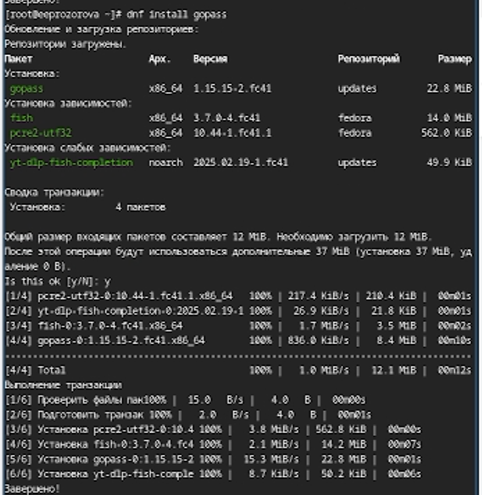 Завершено!
[root@eeprozorova ~]# dnf install gopass
Обновление и загрузка репозиториев:
Репозитории загружены.
Пакет Арх. Версия Репозиторий Размер
Установка:
gopass x86_64 1.15.15-2.fc41 updates 22.8 MiB
Установка зависимостей:
fish x86_64 3.7.0-4.fc41 fedora 14.0 MiB
pcre2-utf32 x86_64 10.44-1.fc41.1 fedora 562.0 KiB
Установка слабых зависимостей:
yt-dlp-fish-completion noarch 2025.02.19-1.fc41 updates 49.9 KiB
Сводка транзакции:
Установка: 4 пакетов
Общий размер входящих пакетов составляет 12 MiB. Необходимо загрузить 12 MiB.
После этой операции будут использоваться дополнительные 37 MiB (установка 37 MiB, уд
аление 0 B).
Is this ok [y/N]: y
[1/4] pcre2-utf32-0:10.44-1.fc41.1.x86_64 100% | 217.4 KiB/s | 210.4 KiB | 00m01s
[2/4] yt-dlp-fish-completion-0:2025.02.19-1 100% | 26.9 KiB/s | 21.8 KiB | 00m01s
[3/4] fish-0:3.7.0-4.fc41.x86_64 100% | 1.7 MiB/s | 3.5 MiB | 00m02s
[4/4] gopass-0:1.15.15-2.fc41.x86_64 100% | 836.0 KiB/s | 8.4 MiB | 00m10s
--------------------------------------------------------------------------------
[4/4] Total 100% | 1.0 MiB/s | 12.1 MiB | 00m12s
Выполнение транзакции
[1/6] Проверить файлы пак100% | 15.0 B/s | 4.0 B | 00m00s
[2/6] Подготовить транзак 100% | 2.0 B/s | 4.0 B | 00m01s
[3/6] Установка pcre2-utf32-0:10.4 100% | 3.8 MiB/s | 562.8 KiB | 00m00s
[4/6] Установка fish-0:3.7.0-4.fc4 100% | 2.1 MiB/s | 14.2 MiB | 00m07s
[5/6] Установка gopass-0:1.15.15-2 100% | 15.3 MiB/s | 22.8 MiB | 00m01s
[6/6] Установка yt-dlp-fish-comple 100% | 8.7 KiB/s | 50.2 KiB | 00m06s
Завершено!